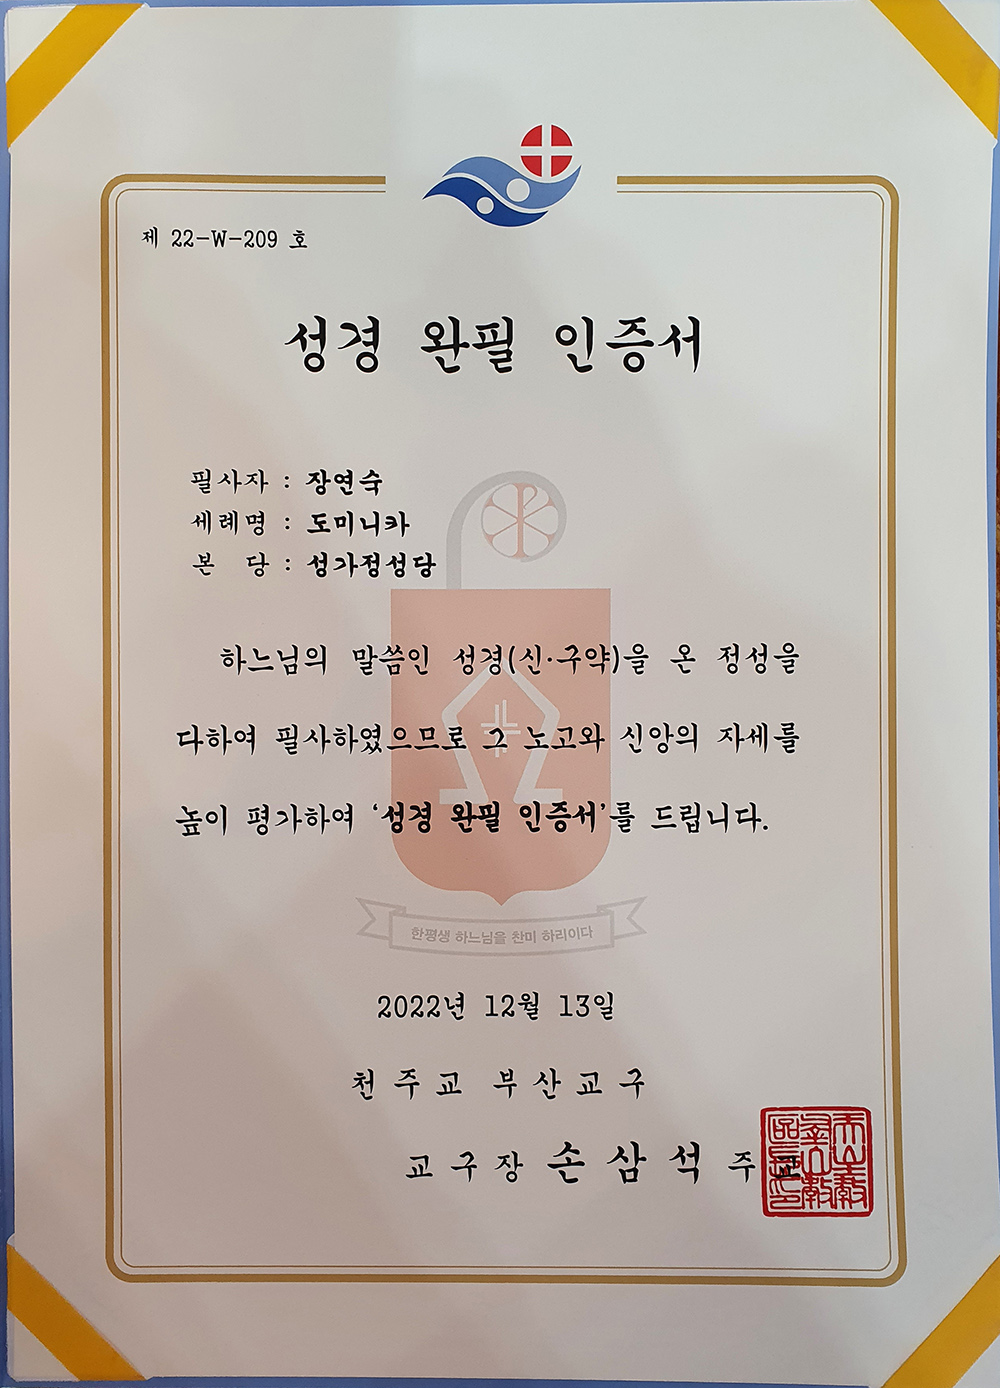 제 22-W-209 호
성경 완필 인증서
필사자 : 장연숙
세례명 : 도미니카
본 당 : 성가정성당
하느님의 말씀인 성경(신·구약)을 온 정성을
다하여 필사하였으므로 그 노고와 신앙의 자세를
높이 평가하여 ‘성경 완필 인증서’를 드립니다.
한평생 하느님을 찬미 하리이다
2022년 12월 13일
천주교 부산교구
교구장 손삼석 주교